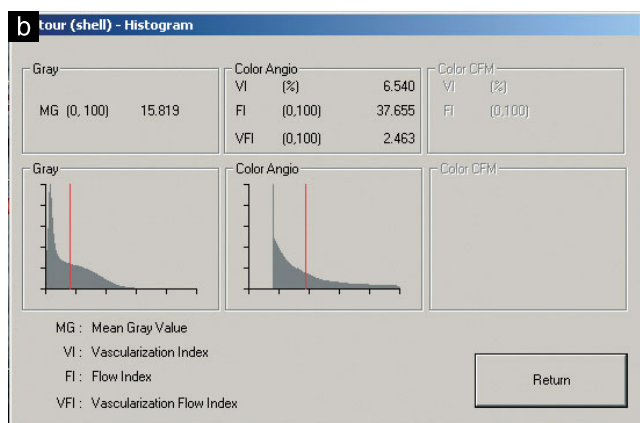 b
tour (shell) - Histogram
Gray
MG (0, 100) 15.819
Color Angio
VI (%) 6.540
FI (0,100) 37.655
VFI (0,100) 2.463
Color CFM
VI (%)
FI (0,100)
Gray
Color Angio
Color CFM
MG : Mean Gray Value
VI : Vascularization Index
FI : Flow Index
VFI : Vascularization Flow Index
Return